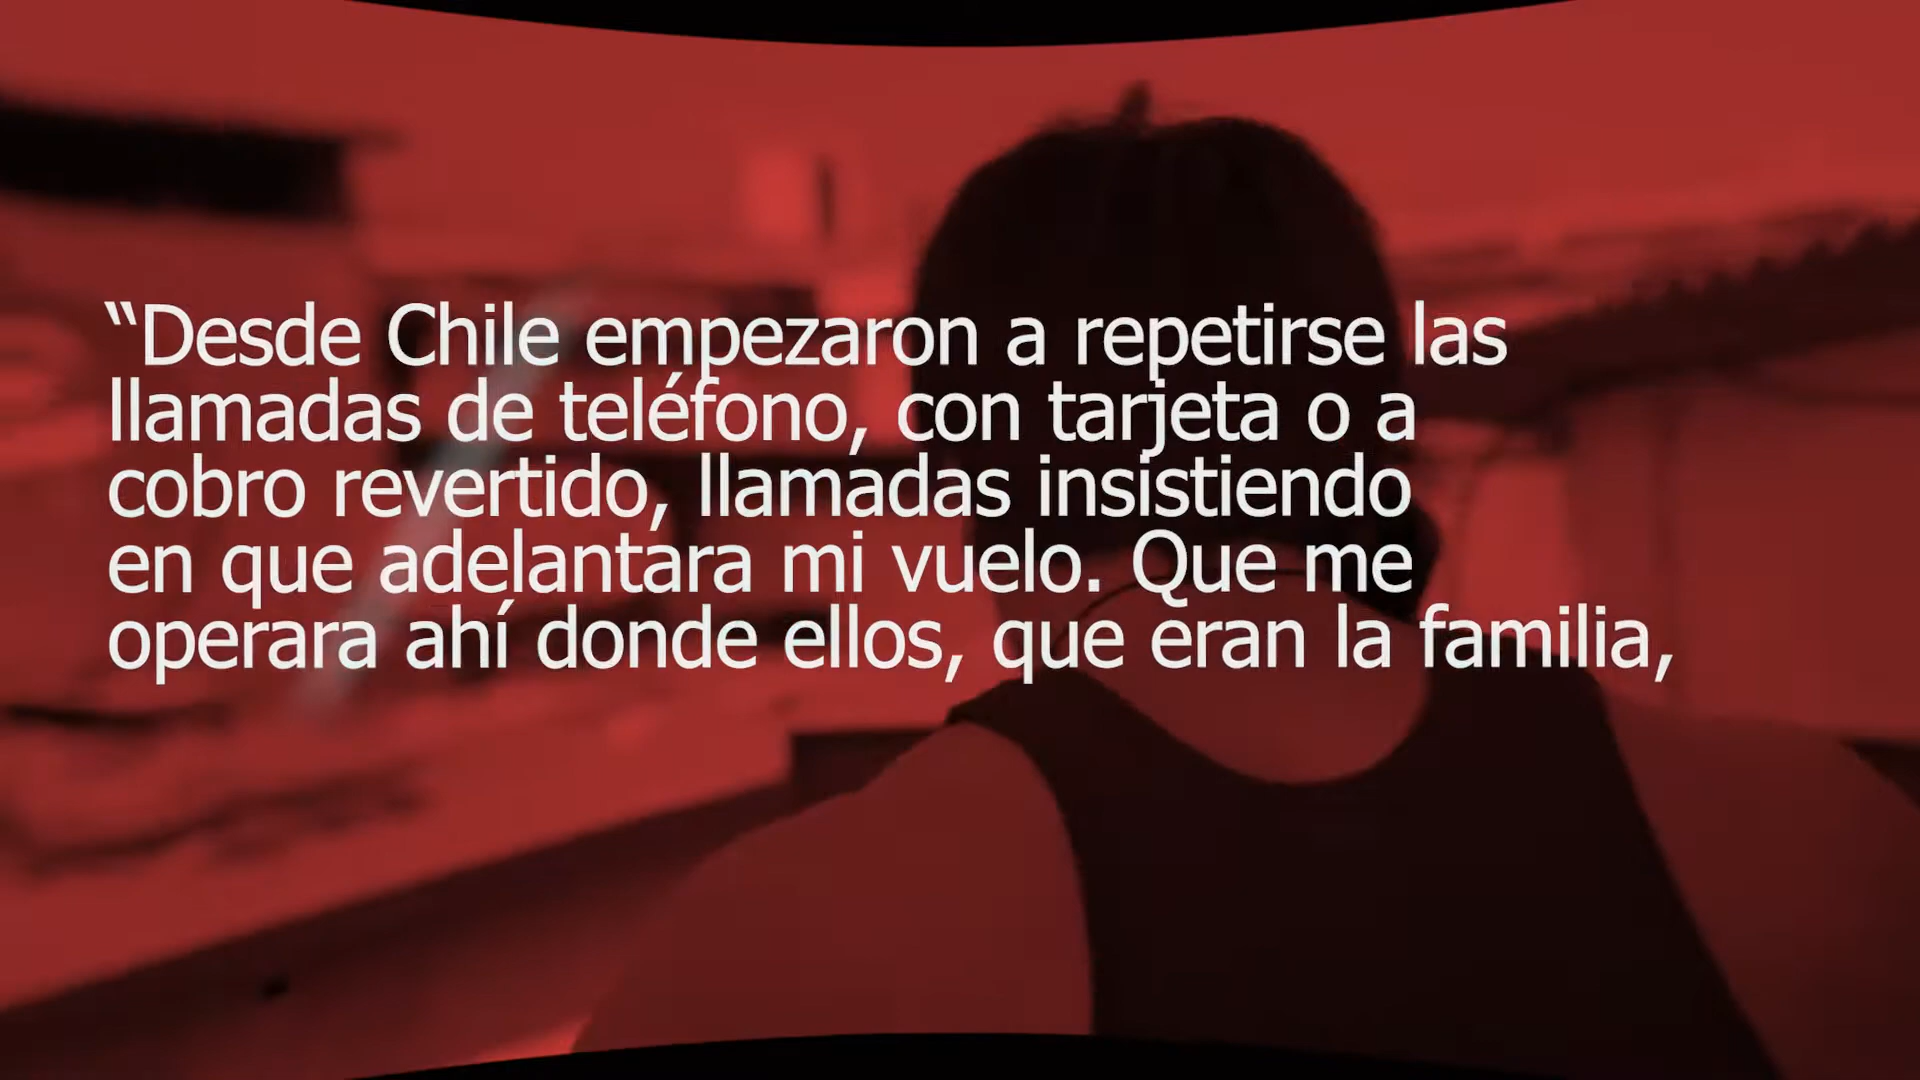 “Desde Chile empezaron a repetirse las
llamadas de teléfono, con tarjeta o a
cobro revertido, llamadas insistiendo
en que adelantara mi vuelo. Que me
operara ahí donde ellos, que eran la familia,